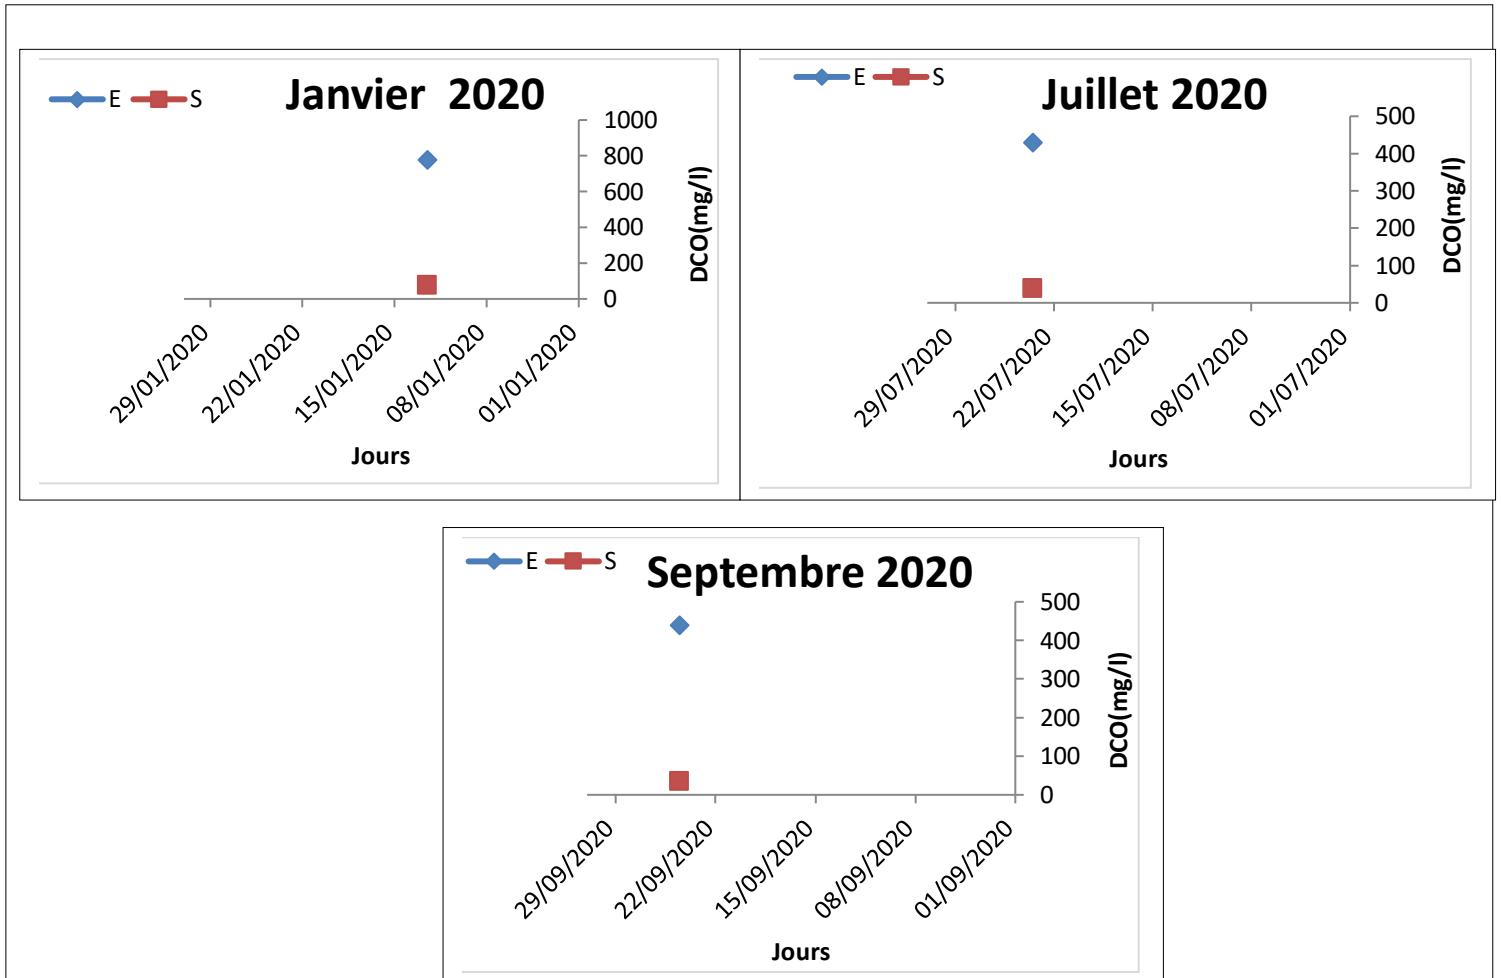 E S
Janvier 2020
1000
800
600
400
200
0
DCO(mg/l)
29/01/2020 22/01/2020 15/01/2020 08/01/2020 01/01/2020
Jours
E S
Juillet 2020
500
400
300
200
100
0
DCO(mg/l)
29/07/2020 22/07/2020 15/07/2020 08/07/2020 01/07/2020
Jours
E S
Septembre 2020
500
400
300
200
100
0
DCO(mg/l)
29/09/2020 22/09/2020 15/09/2020 08/09/2020 01/09/2020
Jours